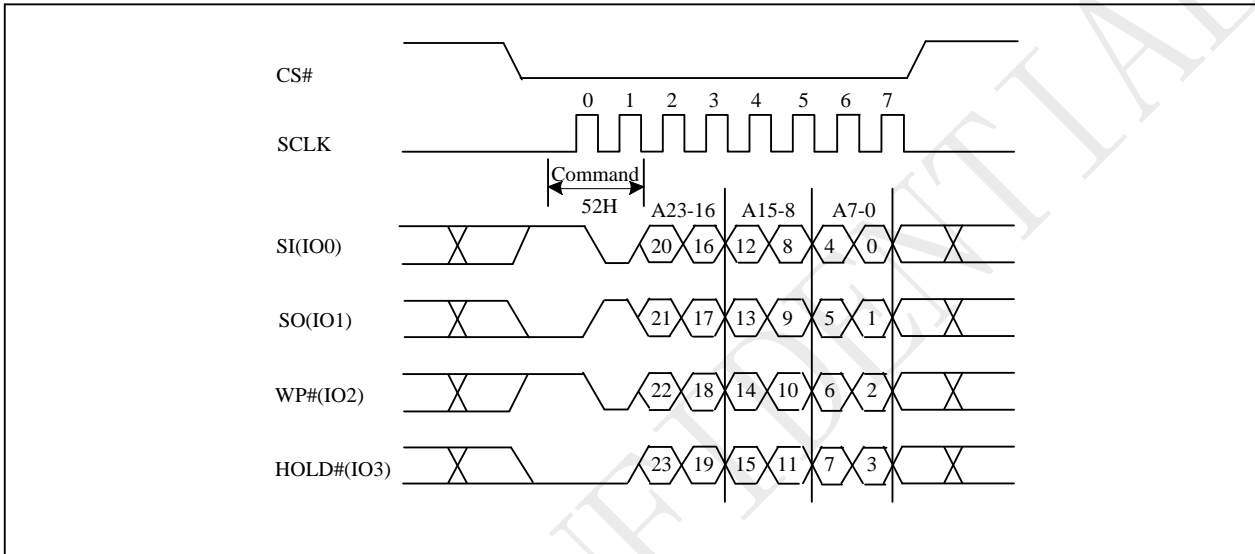 CS#
0 1 2 3 4 5 6 7
SCLK
Command
52H
A23-16 A15-8 A7-0
SI(IO0) 20 16 12 8 4 0
SO(IO1) 21 17 13 9 5 1
WP#(IO2) 22 18 14 10 6 2
HOLD#(IO3) 23 19 15 11 7 3